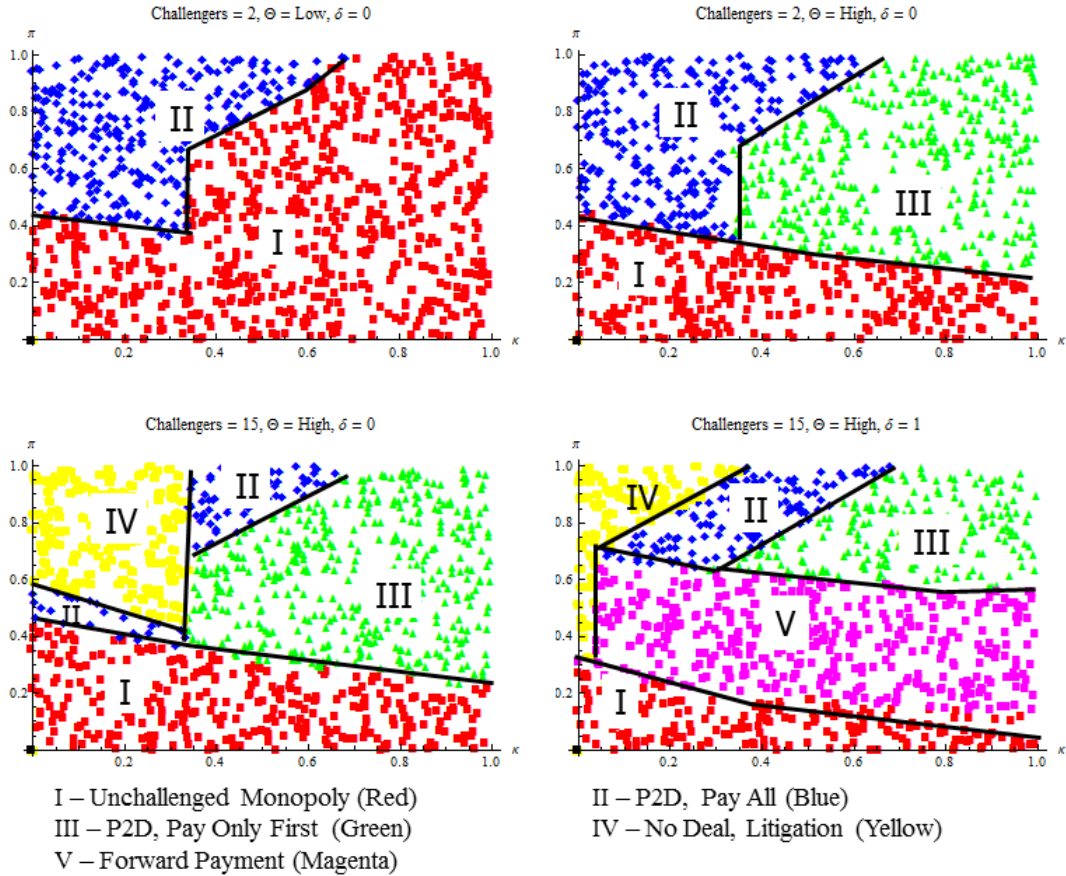 Challengers = 2, Θ = Low, δ = 0
π
1.0
0.8
0.6
0.4
0.2
II
I
0.2 0.4 0.6 0.8 1.0 κ
Challengers = 2, Θ = High, δ = 0
π
1.0
0.8
0.6
0.4
0.2
II
III
I
0.2 0.4 0.6 0.8 1.0 κ
Challengers = 15, Θ = High, δ = 0
π
1.0
0.8
0.6
0.4
0.2
II
IV
III
II
I
0.2 0.4 0.6 0.8 1.0 κ
Challengers = 15, Θ = High, δ = 1
π
1.0
0.8
0.6
0.4
0.2
IV
II
III
V
I
0.2 0.4 0.6 0.8 1.0 κ
I – Unchallenged Monopoly (Red)
II – P2D, Pay All (Blue)
III – P2D, Pay Only First (Green)
IV – No Deal, Litigation (Yellow)
V – Forward Payment (Magenta)